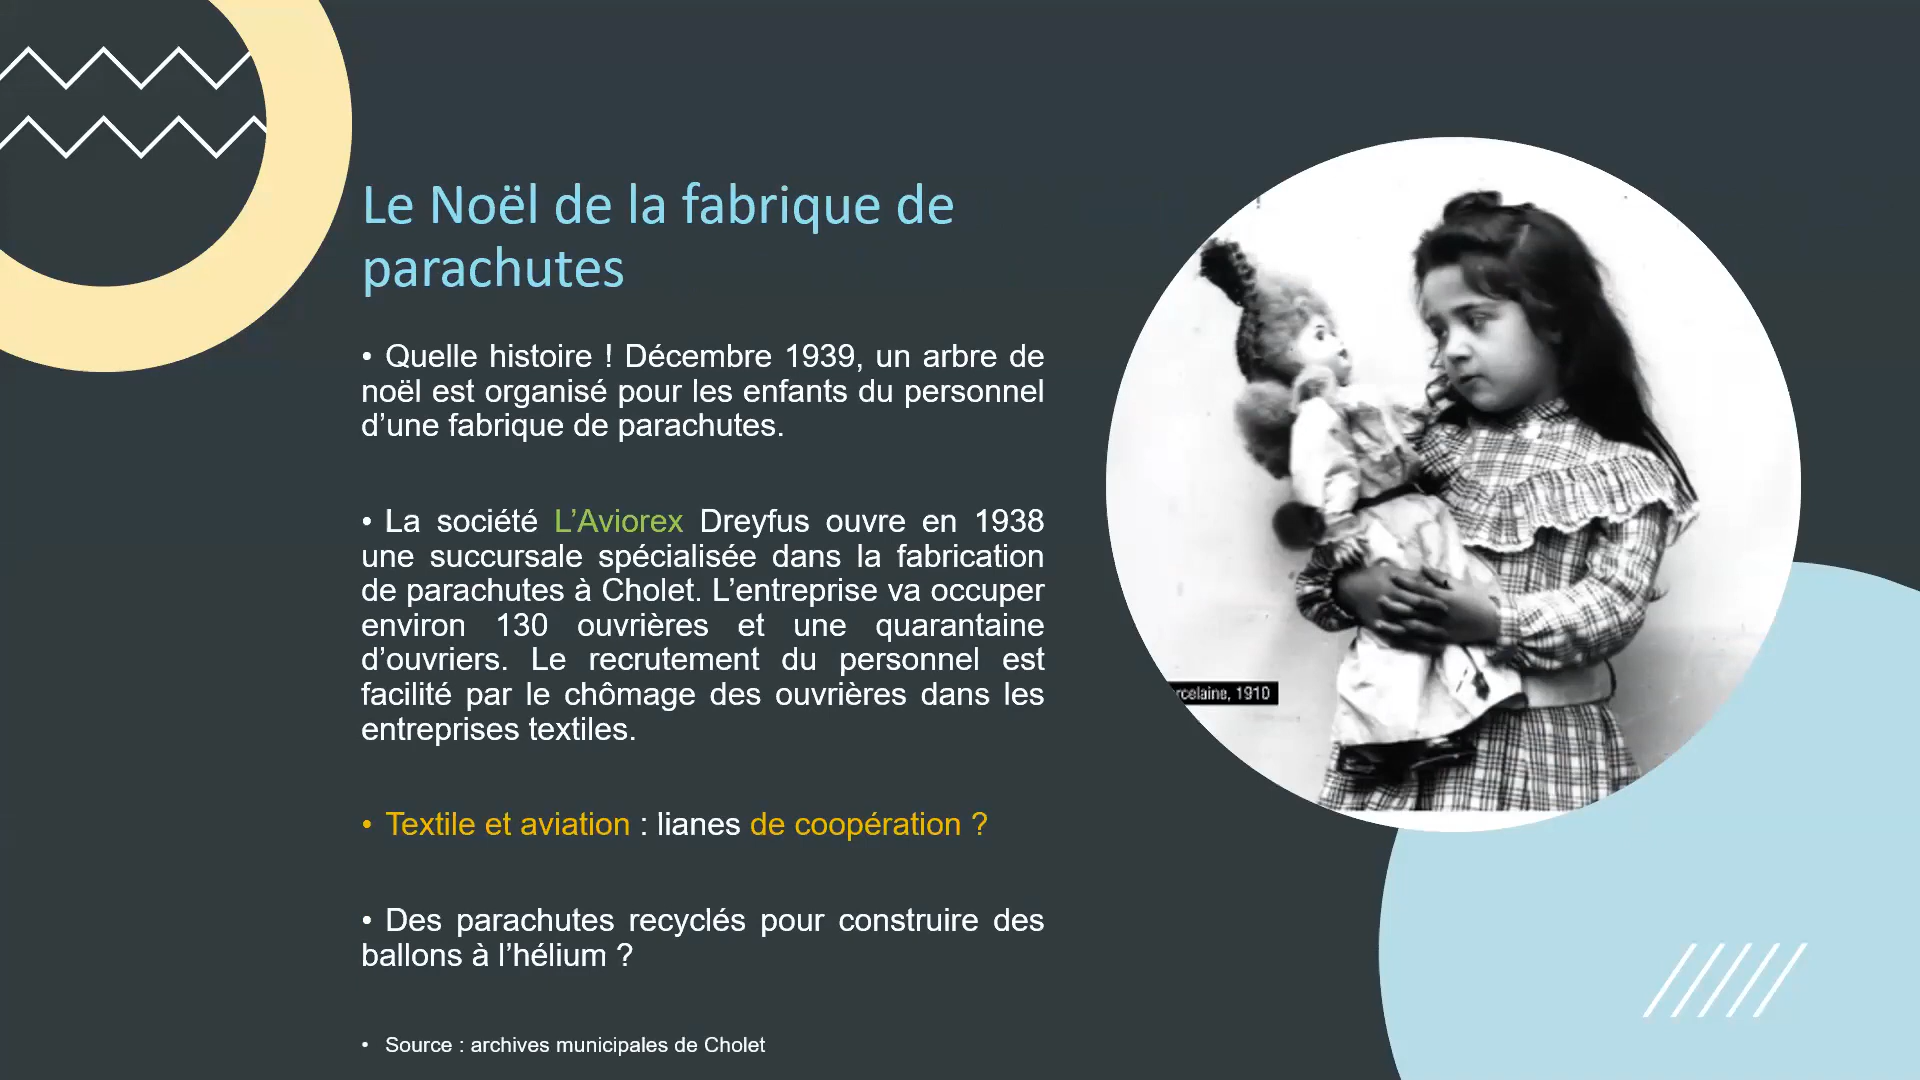 Le Noël de la fabrique de
parachutes
• Quelle histoire ! Décembre 1939, un arbre de
noël est organisé pour les enfants du personnel
d’une fabrique de parachutes.
• La société L’Aviorex Dreyfus ouvre en 1938
une succursale spécialisée dans la fabrication
de parachutes à Cholet. L’entreprise va occuper
environ 130 ouvrières et une quarantaine
d’ouvriers. Le recrutement du personnel est
facilité par le chômage des ouvrières dans les
entreprises textiles.
• Textile et aviation : lianes de coopération ?
• Des parachutes recyclés pour construire des
ballons à l’hélium ?
• Source : archives municipales de Cholet
rcelaine, 1910